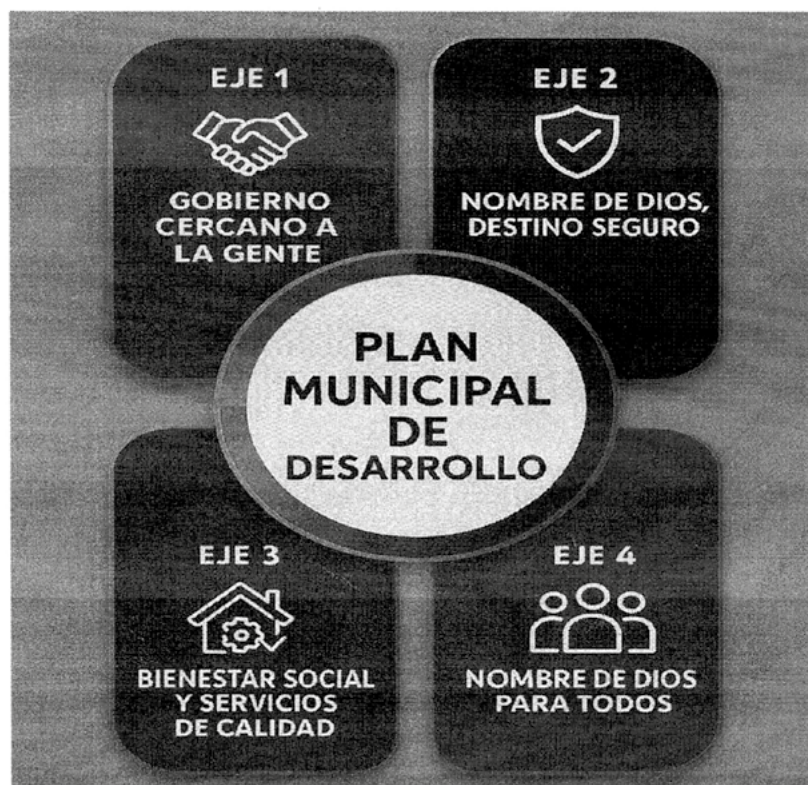 EJE 1
GOBIERNO
CERCANO A
LA GENTE
EJE 2
NOMBRE DE DIOS,
DESTINO SEGURO
PLAN
MUNICIPAL
DE
DESARROLLO
EJE 3
BIENESTAR SOCIAL
Y SERVICIOS
DE CALIDAD
EJE 4
NOMBRE DE DIOS
PARA TODOS